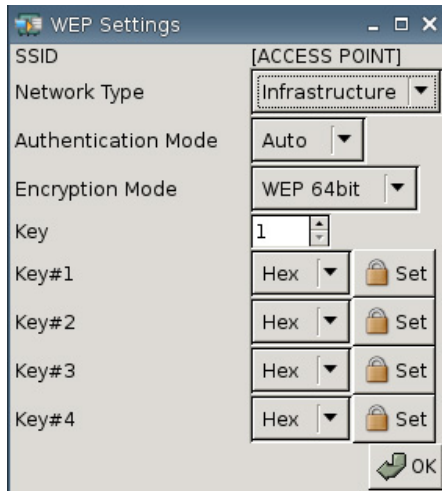 WEP Settings
SSID [ACCESS POINT]
Network Type Infrastructure
Authentication Mode Auto
Encryption Mode WEP 64bit
Key 1
Key#1 Hex Set
Key#2 Hex Set
Key#3 Hex Set
Key#4 Hex Set
OK